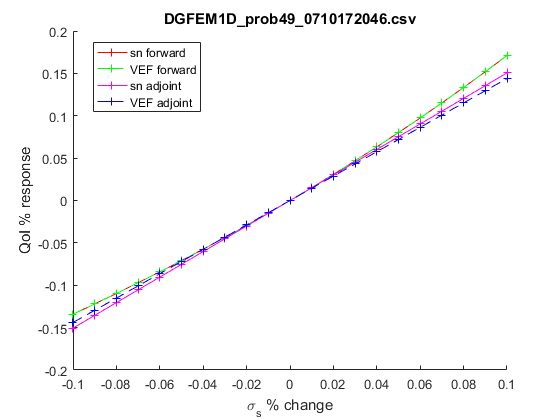 DGFEM1D_prob49_0710172046.csv
sn forward
VEF forward
sn adjoint
VEF adjoint
QoI % response
0.2
0.15
0.1
0.05
0
-0.05
-0.1
-0.15
-0.2
-0.1 -0.08 -0.06 -0.04 -0.02 0 0.02 0.04 0.06 0.08 0.1
σs % change